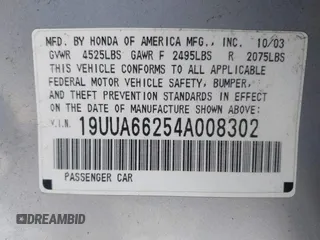 MFD. BY HONDA OF AMERICA MFG., INC. 10/03
GVWR 4525LBS GAWR F 2495LBS R 2075LBS
THIS VEHICLE CONFORMS TO ALL APPLICABLE
FEDERAL MOTOR VEHICLE SAFETY, BUMPER,
AND THEFT PREVENTION STANDARDS IN EFFECT
ON THE DATE OF MANUFACTURE SHOWN ABOVE.
V.I.N. 19UUA66254A008302
PASSENGER CAR
DREAMBID